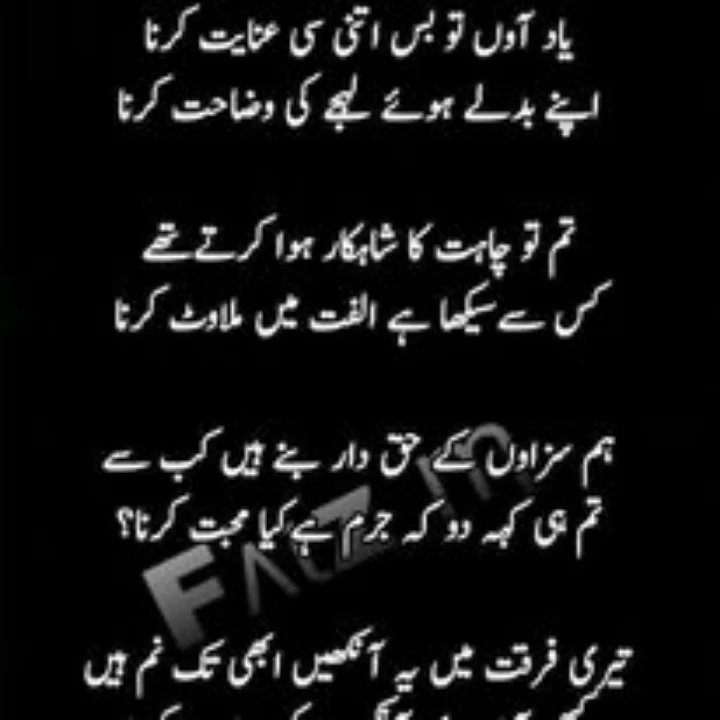 یاد آوں تو بس اتنی سی عنایت کرنا
اپنے بدلے ہوئے لہجے کی وضاحت کرنا
تم تو چاہت کا شاہکار ہوا کرتے تھے
کس سے سیکھا ہے الفت میں ملاوٹ کرنا
ہم سزاوں کے حق دار بنے ہیں کب سے
تم ہی کہہ دو کہ جرم ہے کیا محبت کرنا؟
تیری فرقت میں یہ آنکھیں ابھی تک نم ہیں